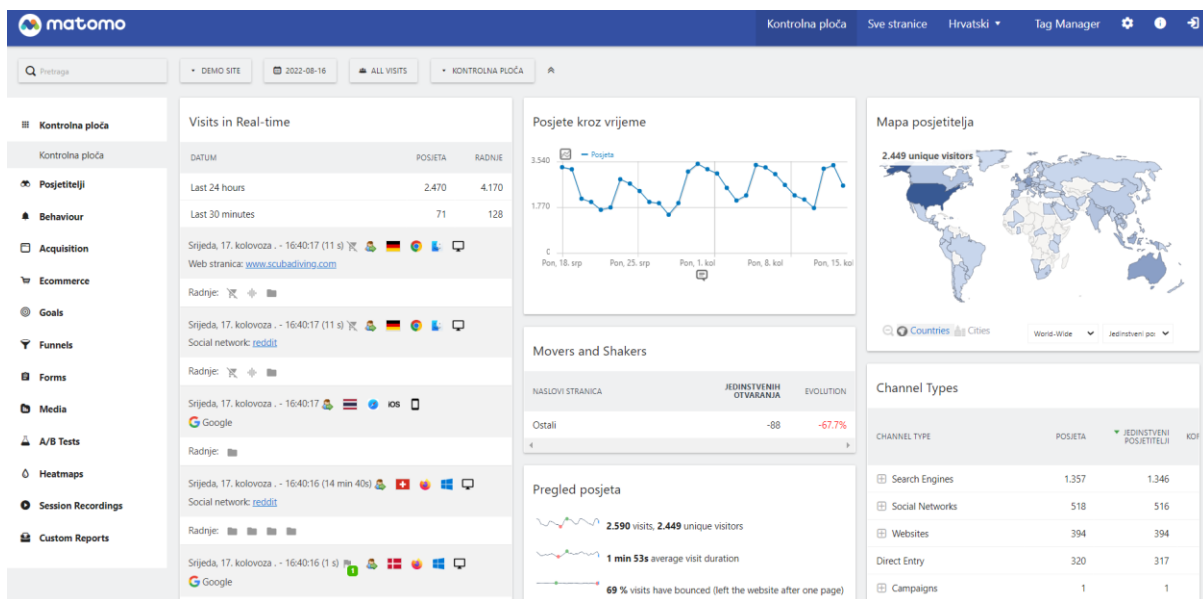 matomo
Kontrolna ploča
Sve stranice
Hrvatski
Tag Manager
Pretraga
DEMO SITE
2022-08-16
ALL VISITS
KONTROLNA PLOČA
Kontrolna ploča
Kontrolna ploča
Posjetitelji
Behaviour
Acquisition
Ecommerce
Goals
Funnels
Forms
Media
A/B Tests
Heatmaps
Session Recordings
Custom Reports
Visits in Real-time
DATUM POSJETA RADNJE
Last 24 hours 2.470 4.170
Last 30 minutes 71 128
Srijeda, 17. kolovoza . - 16:40:17 (11 s)
Web stranica: www.scubadiving.com
Radnje:
Srijeda, 17. kolovoza . - 16:40:17 (11 s)
Social network: reddit
Radnje:
Srijeda, 17. kolovoza . - 16:40:17 iOS
Google
Radnje:
Srijeda, 17. kolovoza . - 16:40:16 (14 min 40s)
Social network: reddit
Radnje:
Srijeda, 17. kolovoza . - 16:40:16 (1 s) 1
Google
Posjete kroz vrijeme
Posjeta
3.540
1.770
0
Pon, 18. srp Pon, 25. srp Pon, 1. kol Pon, 8. kol Pon, 15. kol
Movers and Shakers
NASLOVI STRANICA JEDINSTVENIH OTVARANJA EVOLUTION
Ostali -88 -67.7%
Pregled posjeta
2.590 visits, 2.449 unique visitors
1 min 53s average visit duration
69 % visits have bounced (left the website after one page)
Mapa posjetitelja
2.449 unique visitors
Countries Cities World-Wide Jedinstveni po
Channel Types
CHANNEL TYPE POSJETA JEDINSTVENI POSJETITELJI
Search Engines 1.357 1.346
Social Networks 518 516
Websites 394 394
Direct Entry 320 317
Campaigns 1 1